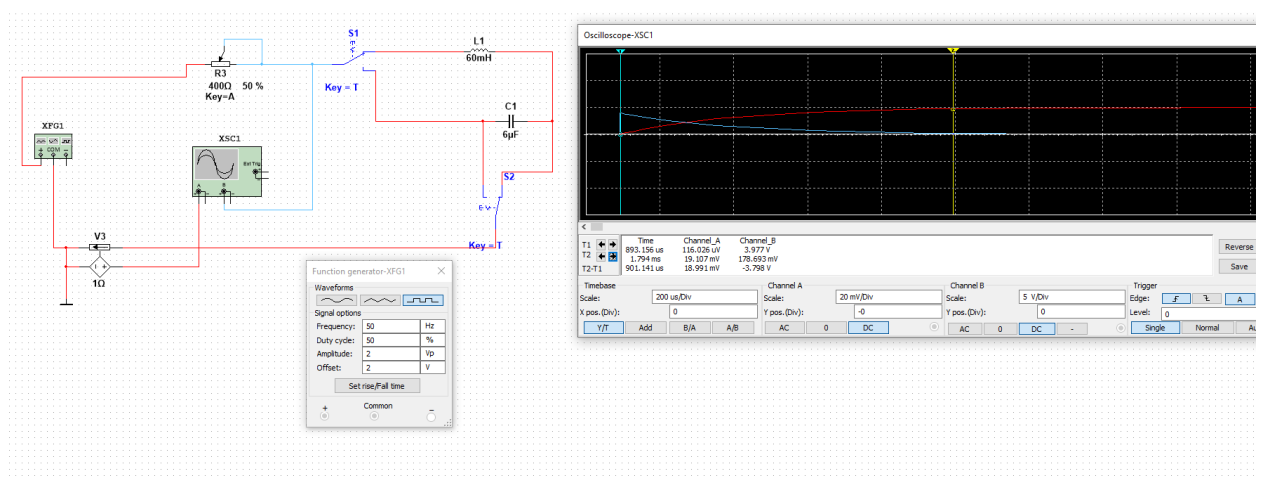 S1
L1
60mH
R3
400Ω 50 %
Key=A
Key = T
C1
6µF
XFG1
COM
XSC1
Ext Trig
A B
S2
Key = T
V3
1Ω
Function generator-XFG1
Waveforms
Signal options
Frequency: 50 Hz
Duty cycle: 50 %
Amplitude: 2 Vp
Offset: 2 V
Set rise/Fall time
+ Common −
Oscilloscope-XSC1
Time Channel_A Channel_B
T1 893.156 us 116.026 uV 3.977 V
T2 1.794 ms 19.107 mV 178.693 mV
T2-T1 901.141 us 18.991 mV -3.798 V
Reverse
Save
Timebase
Scale: 200 us/Div
X pos.(Div): 0
Y/T Add B/A A/B
Channel A
Scale: 20 mV/Div
Y pos.(Div): -0
AC 0 DC
Channel B
Scale: 5 V/Div
Y pos.(Div): 0
AC 0 DC -
Trigger
Edge: A
Level: 0
Single Normal Au